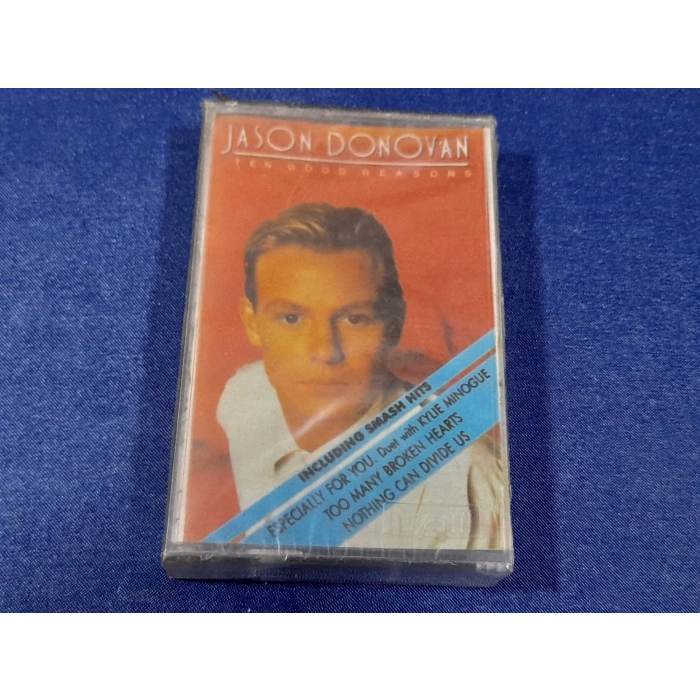 JASON DONOVAN
TEN GOOD REASONS
INCLUDING SMASH HITS
ESPECIALLY FOR YOU. Duet with KYLIE MINOGUE
TOO MANY BROKEN HEARTS
NOTHING CAN DIVIDE US